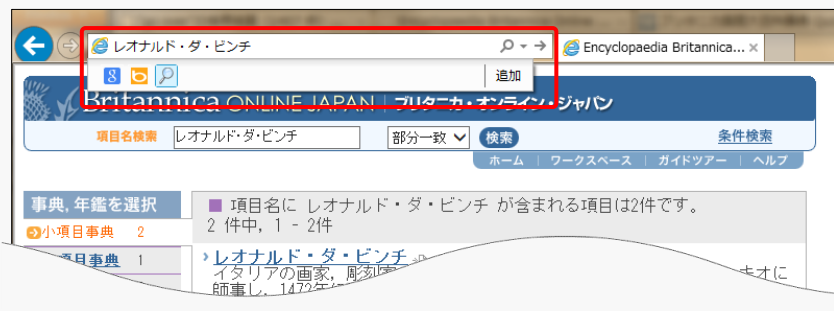 レオナルド・ダ・ビンチ
Encyclopaedia Britannica... ×
追加
Britannica ONLINE JAPAN | ブリタニカ・オンライン・ジャパン
項目名検索 レオナルド・ダ・ビンチ 部分一致 検索 条件検索
ホーム | ワークスペース | ガイドツアー | ヘルプ
事典, 年鑑を選択
小項目事典 2
項目事典 1
■ 項目名に レオナルド・ダ・ビンチ が含まれる項目は2件です。
2 件中, 1 - 2件
レオナルド・ダ・ビンチ
イタリアの画家, 彫刻
キオに
師事し, 1472年